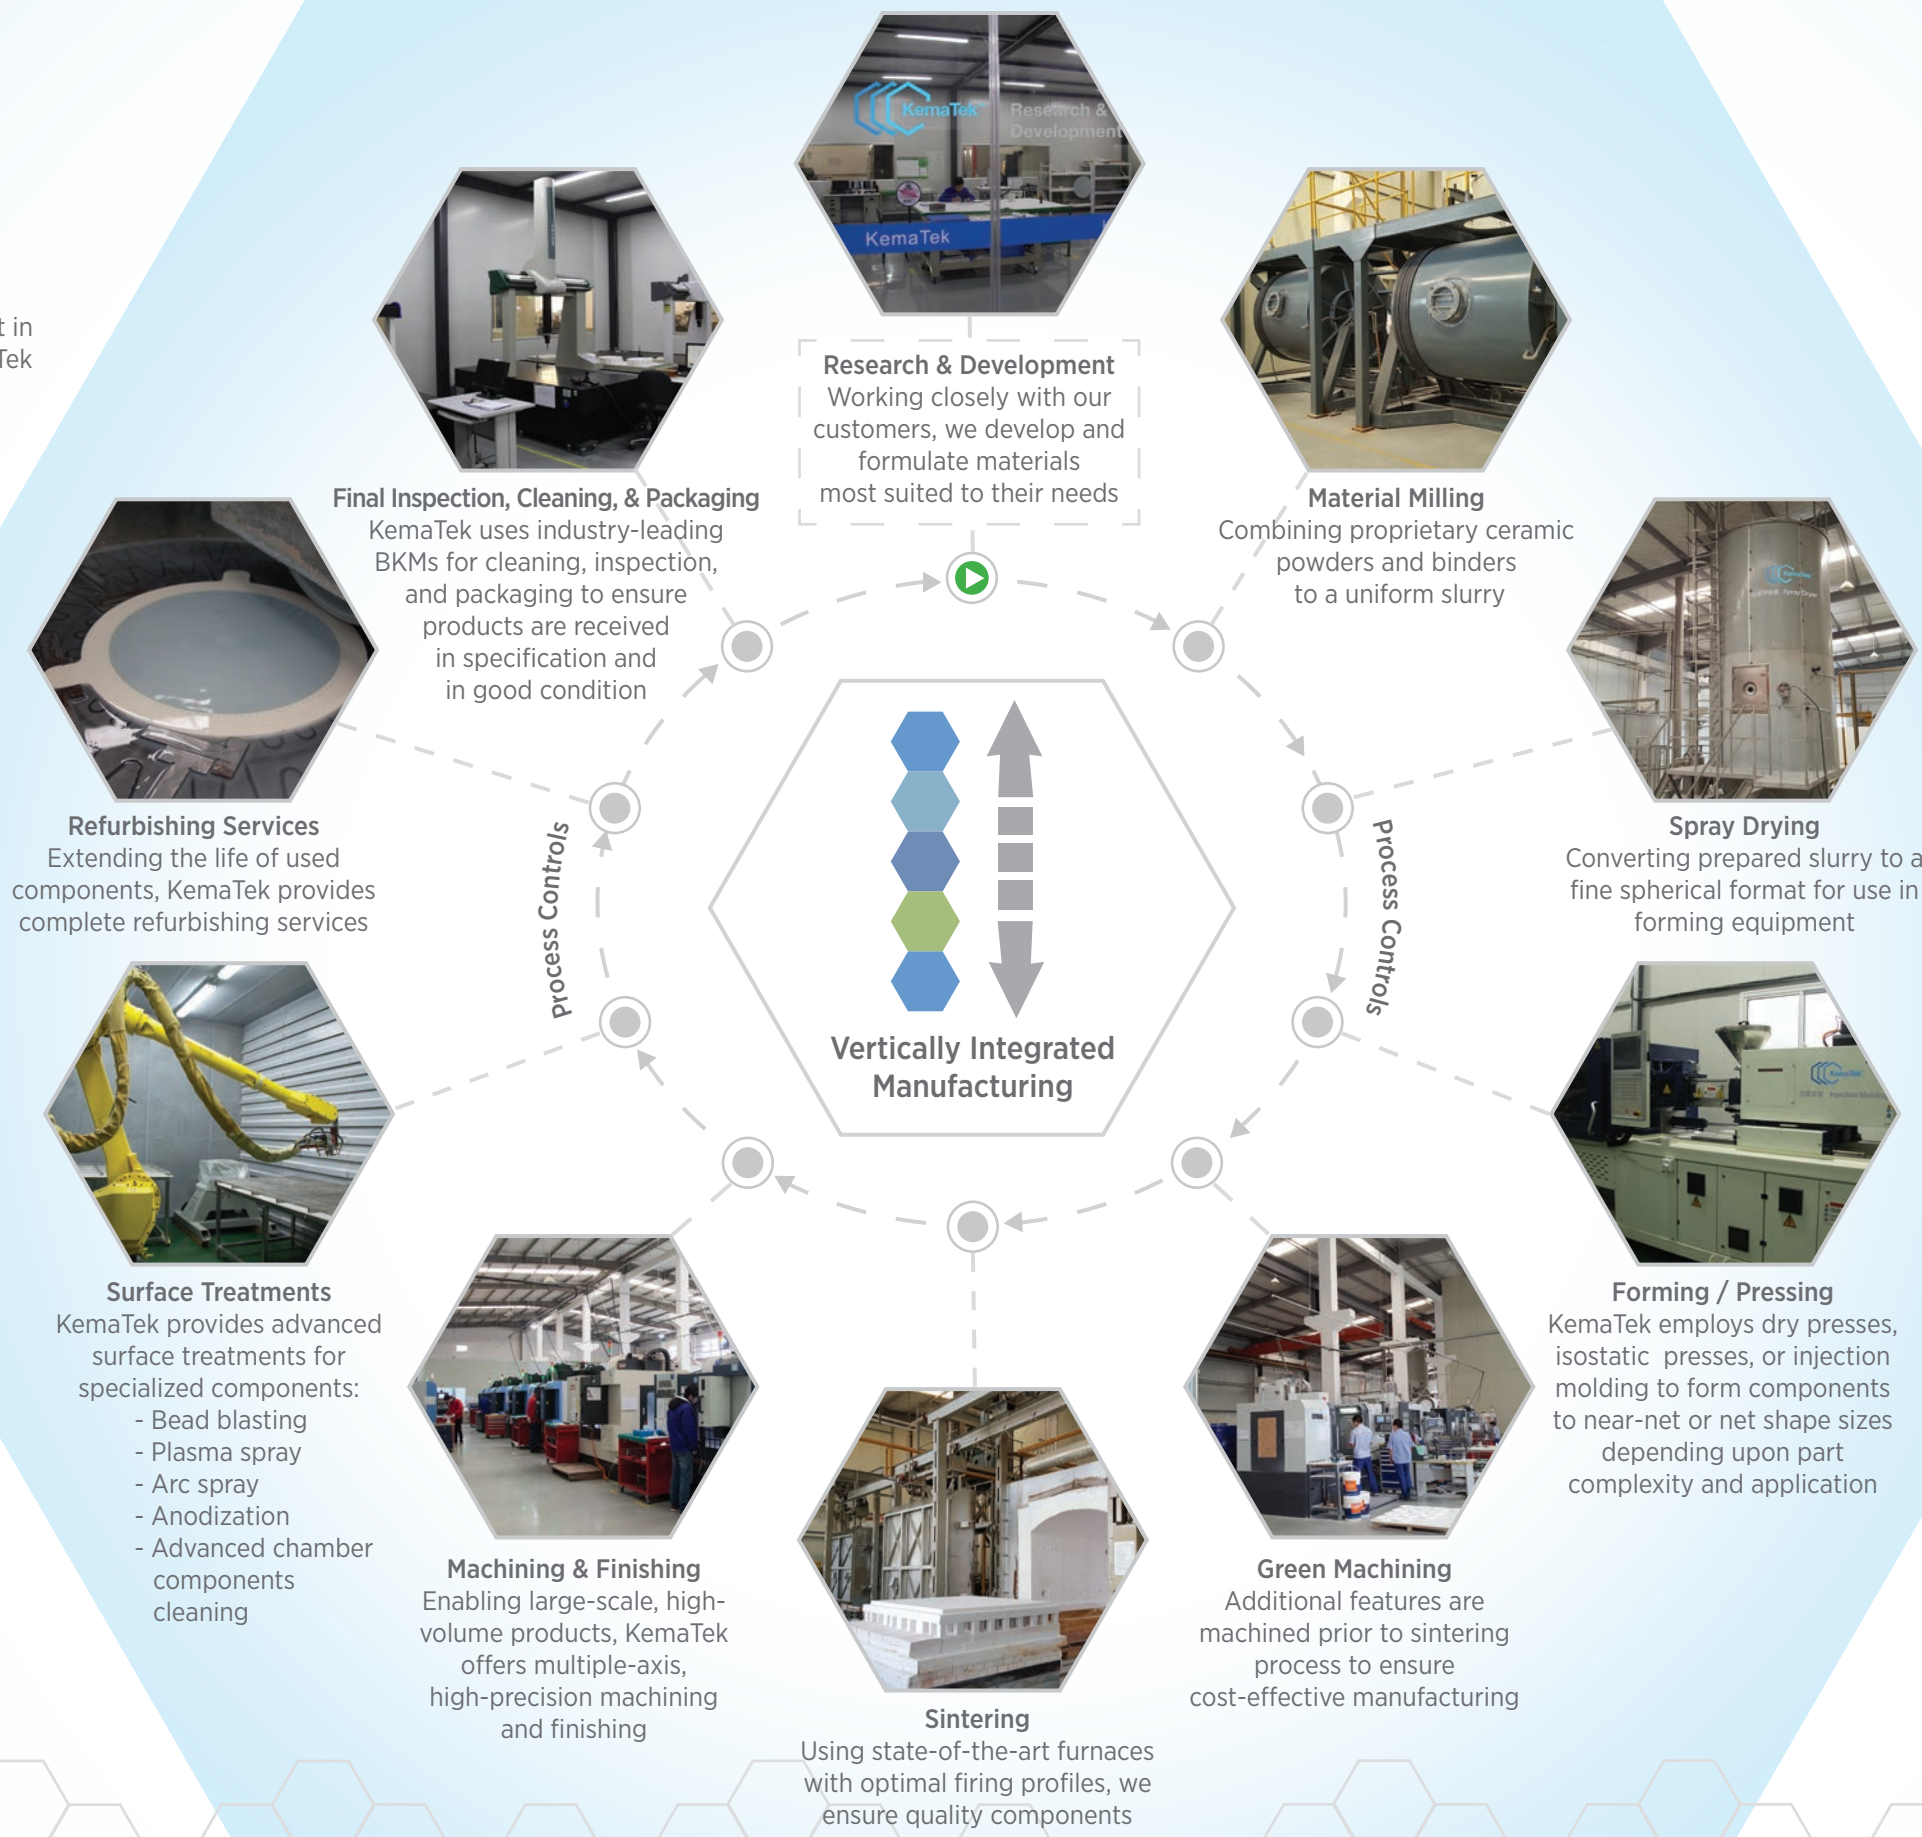 t in
Tek
KemaTek
Research &
Development
KemaTek
Research & Development
Working closely with our
customers, we develop and
formulate materials
most suited to their needs
Material Milling
Combining proprietary ceramic
powders and binders
to a uniform slurry
KemaTek
Spray Dryer
Spray Drying
Converting prepared slurry to a
fine spherical format for use in
forming equipment
KemaTek
Forming / Pressing
KemaTek employs dry presses,
isostatic presses, or injection
molding to form components
to near-net or net shape sizes
depending upon part
complexity and application
Green Machining
Additional features are
machined prior to sintering
process to ensure
cost-effective manufacturing
Sintering
Using state-of-the-art furnaces
with optimal firing profiles, we
ensure quality components
Machining & Finishing
Enabling large-scale, high-
volume products, KemaTek
offers multiple-axis,
high-precision machining
and finishing
Surface Treatments
KemaTek provides advanced
surface treatments for
specialized components:
- Bead blasting
- Plasma spray
- Arc spray
- Anodization
- Advanced chamber
components
cleaning
Refurbishing Services
Extending the life of used
components, KemaTek provides
complete refurbishing services
Final Inspection, Cleaning, & Packaging
KemaTek uses industry-leading
BKMs for cleaning, inspection,
and packaging to ensure
products are received
in specification and
in good condition
Process Controls
Process Controls
Vertically Integrated
Manufacturing